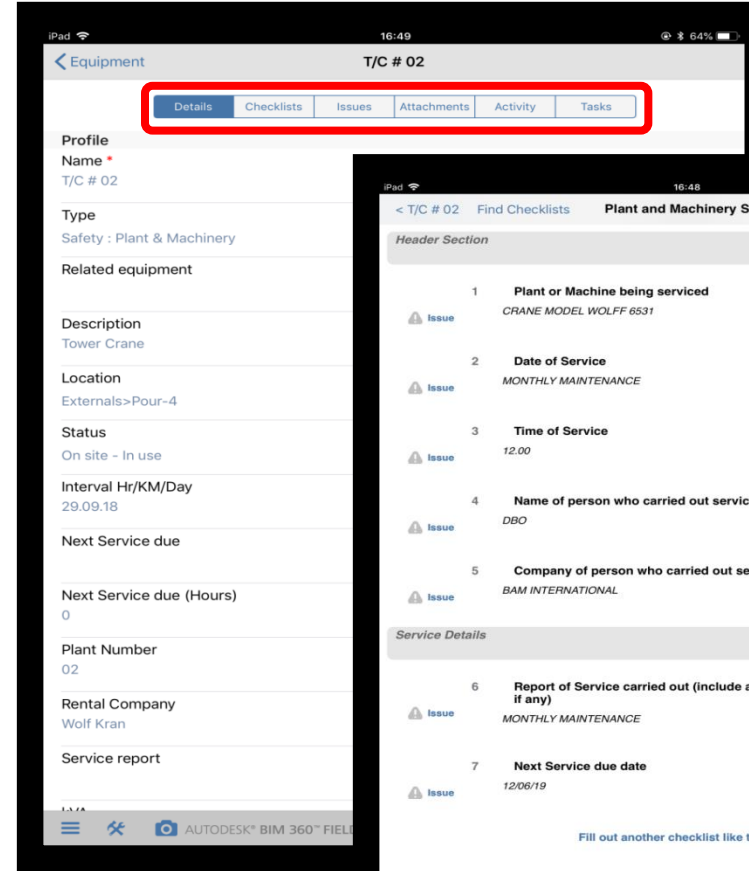 iPad 16:49 64%
Equipment T/C # 02
Details Checklists Issues Attachments Activity Tasks
Profile
Name *
T/C # 02
Type
Safety : Plant & Machinery
Related equipment
Description
Tower Crane
Location
Externals>Pour-4
Status
On site - In use
Interval Hr/KM/Day
29.09.18
Next Service due
Next Service due (Hours)
0
Plant Number
02
Rental Company
Wolf Kran
Service report
AUTODESK® BIM 360™ FIEL
iPad 16:48
< T/C # 02 Find Checklists Plant and Machinery S
Header Section
1 Plant or Machine being serviced
Issue CRANE MODEL WOLFF 6531
2 Date of Service
Issue MONTHLY MAINTENANCE
3 Time of Service
Issue 12.00
4 Name of person who carried out servic
Issue DBO
5 Company of person who carried out se
Issue BAM INTERNATIONAL
Service Details
6 Report of Service carried out (include a
if any)
Issue MONTHLY MAINTENANCE
7 Next Service due date
Issue 12/06/19
Fill out another checklist like t